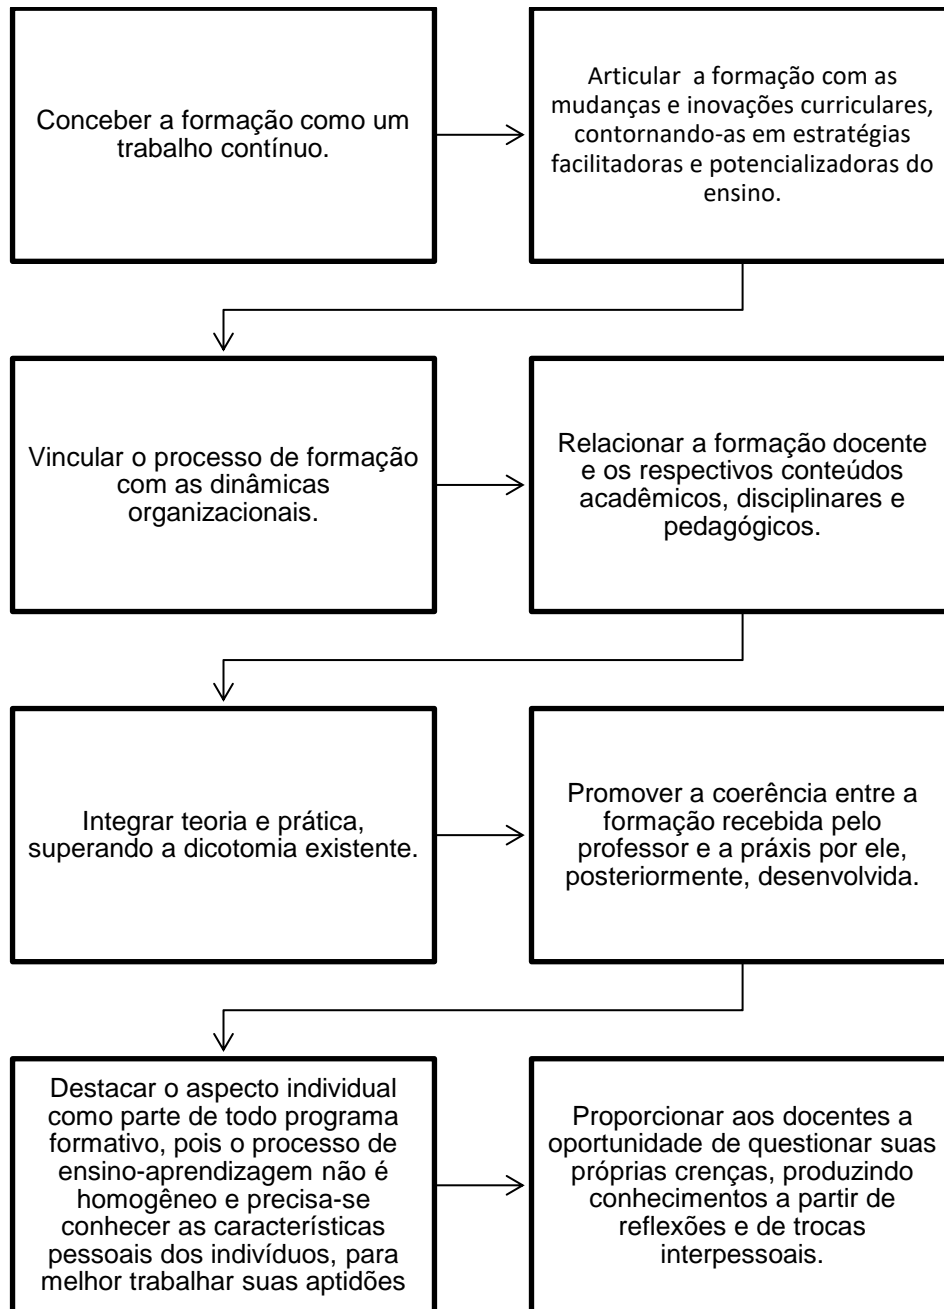 Conceber a formação como um
trabalho contínuo.
Articular  a formação com as
mudanças e inovações curriculares,
contornando-as em estratégias
facilitadoras e potencializadoras do
ensino.
Vincular o processo de formação
com as dinâmicas
organizacionais.
Relacionar a formação docente
e os respectivos conteúdos
acadêmicos, disciplinares e
pedagógicos.
Integrar teoria e prática,
superando a dicotomia existente.
Promover a coerência entre a
formação recebida pelo
professor e a práxis por ele,
posteriormente, desenvolvida.
Destacar o aspecto individual
como parte de todo programa
formativo, pois o processo de
ensino-aprendizagem não é
homogêneo e precisa-se
conhecer as características
pessoais dos indivíduos, para
melhor trabalhar suas aptidões
Proporcionar aos docentes a
oportunidade de questionar suas
próprias crenças, produzindo
conhecimentos a partir de
reflexões e de trocas
interpessoais.